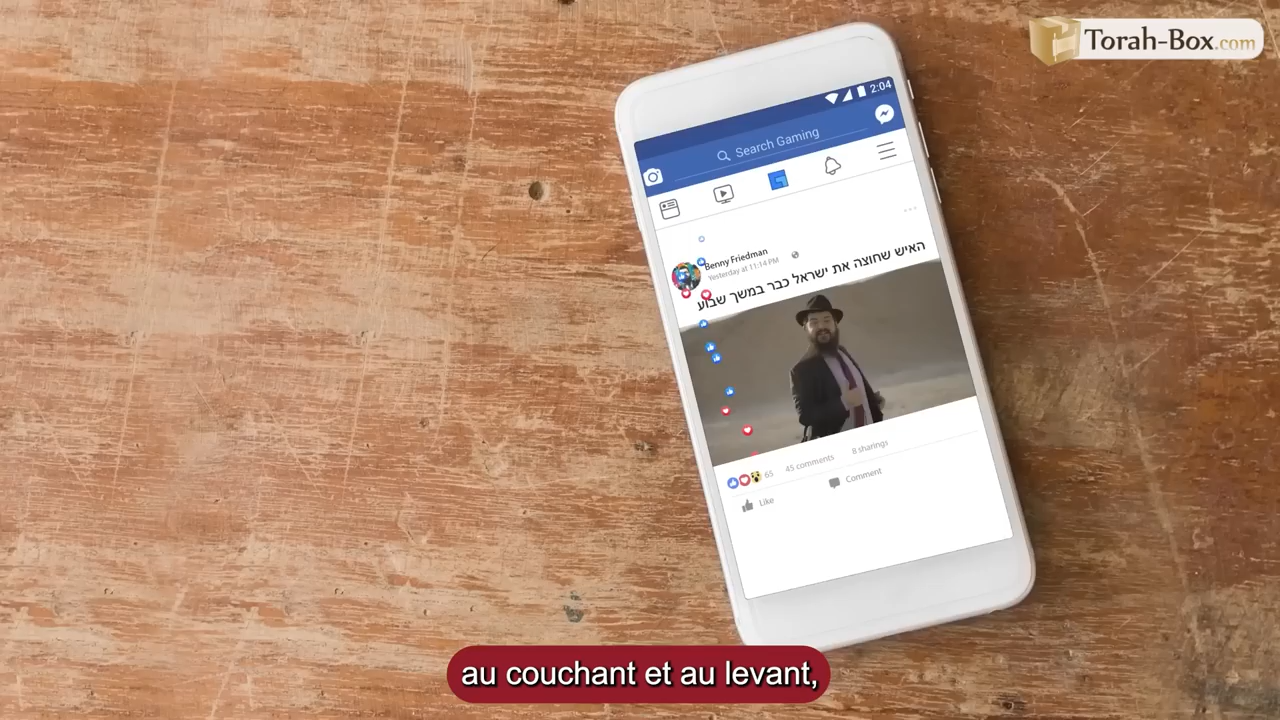 Torah-Box.com
2:04
Search Gaming
Benny Friedman
Yesterday at 11:14 PM
האיש שחוצה את ישראל כבר במשך שבוע
65 45 comments 8 sharings
Like Comment
au couchant et au levant,